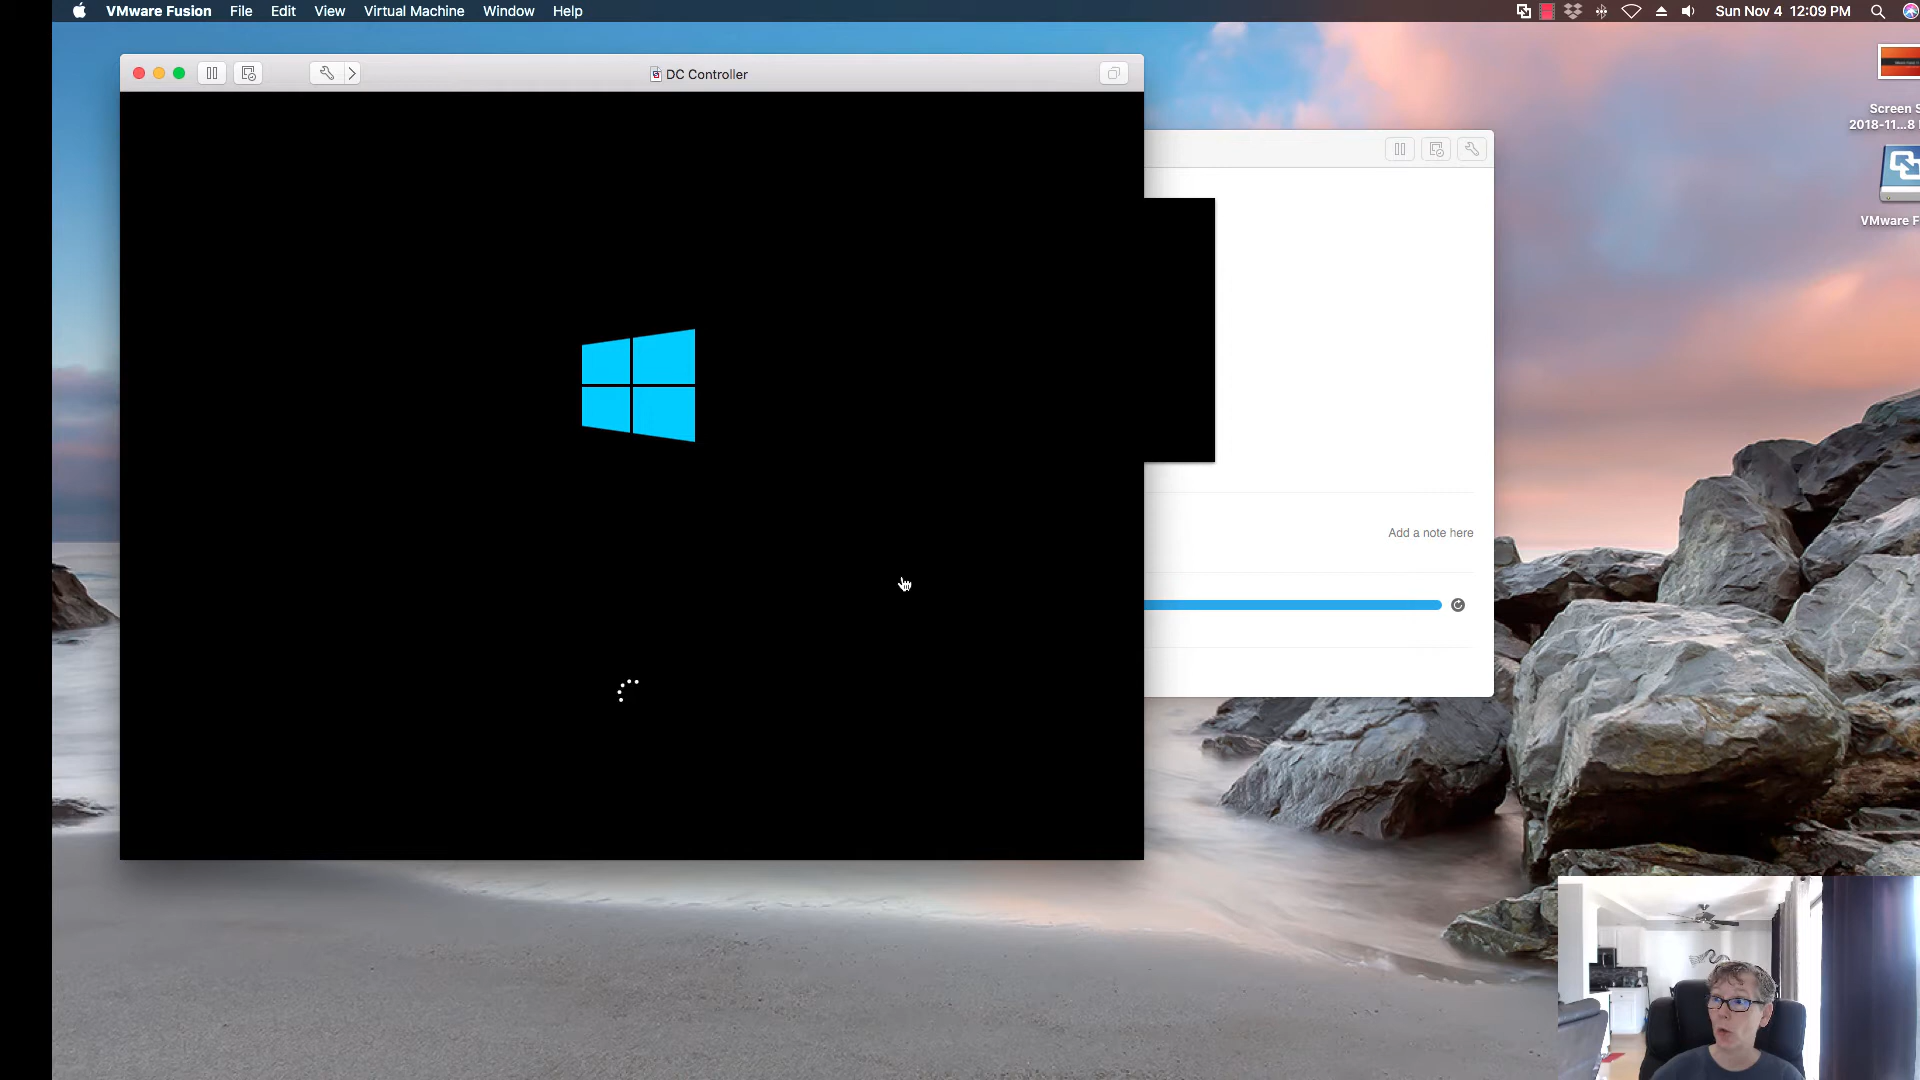 VMware Fusion File Edit View Virtual Machine Window Help Sun Nov 4 12:09 PM
DC Controller
Screen S
2018-11...8
VMware F
Add a note here